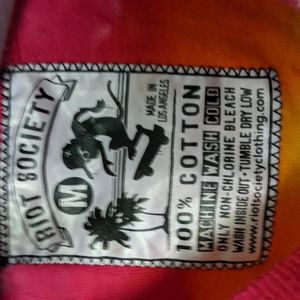 RIOT SOCIETY
M
MADE IN
LOS ANGELES
100% COTTON
MACHINE WASH COLD
ONLY NON-CHLORINE BLEACH
WASH INSIDE OUT - TUMBLE DRY LOW
www.riotsocietyclothing.com